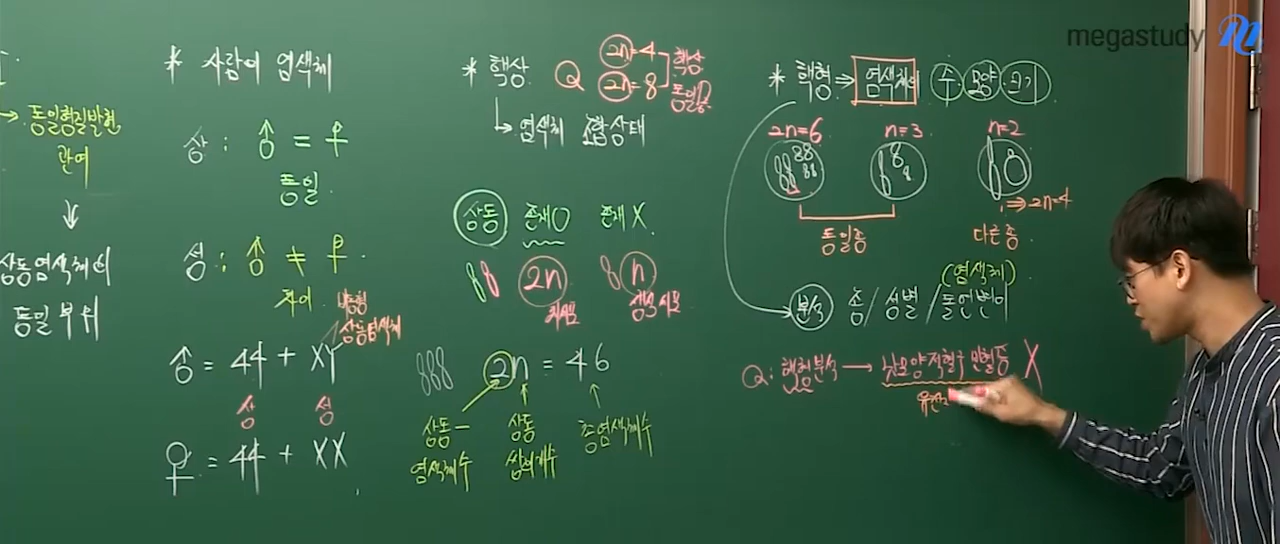 megastudy
→ 동일형질발현
관여
↓
상동염색체의
동일 부위
* 사람의 염색체
상 : ♂ = ♀
동일
성 : ♂ ≠ ♀
차이
상동염색체
♂ = 44 + XY
상 성
♀ = 44 + XX
* 핵상
↳ 염색체 조합상태
Q 2n=4
2n=8
핵상
동일?
상동 존재O 존재X
2n n
체세포 생식세포
2n = 46
상동
염색체수
상동
쌍의개수
총염색체수
* 핵형 ⇒ 염색체의 수 모양 크기
2n=6 n=3 n=2
⇒ 2n=4
동일종 다른종
(염색체)
분석 종 / 성별 / 돌연변이
Q : 핵형분석 → 낫모양적혈구 빈혈증 X
유전